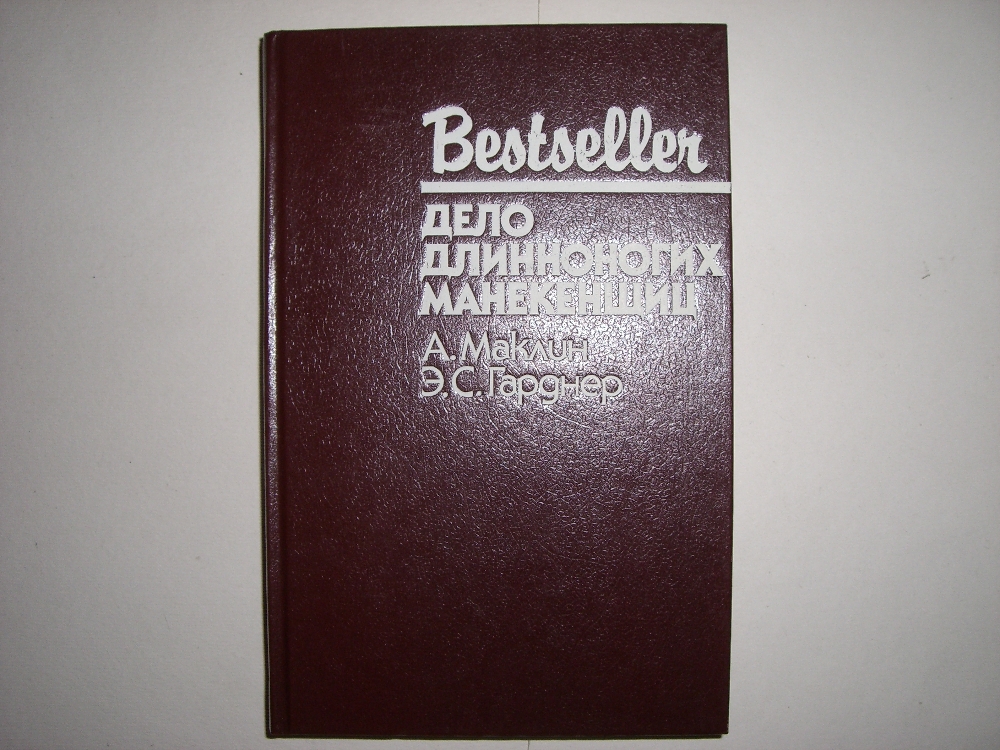 Bestseller
ДЕЛО
ДЛИННОНОГИХ
МАНЕКЕНЩИЦ
А. Маклин
Э.С. Гарднер